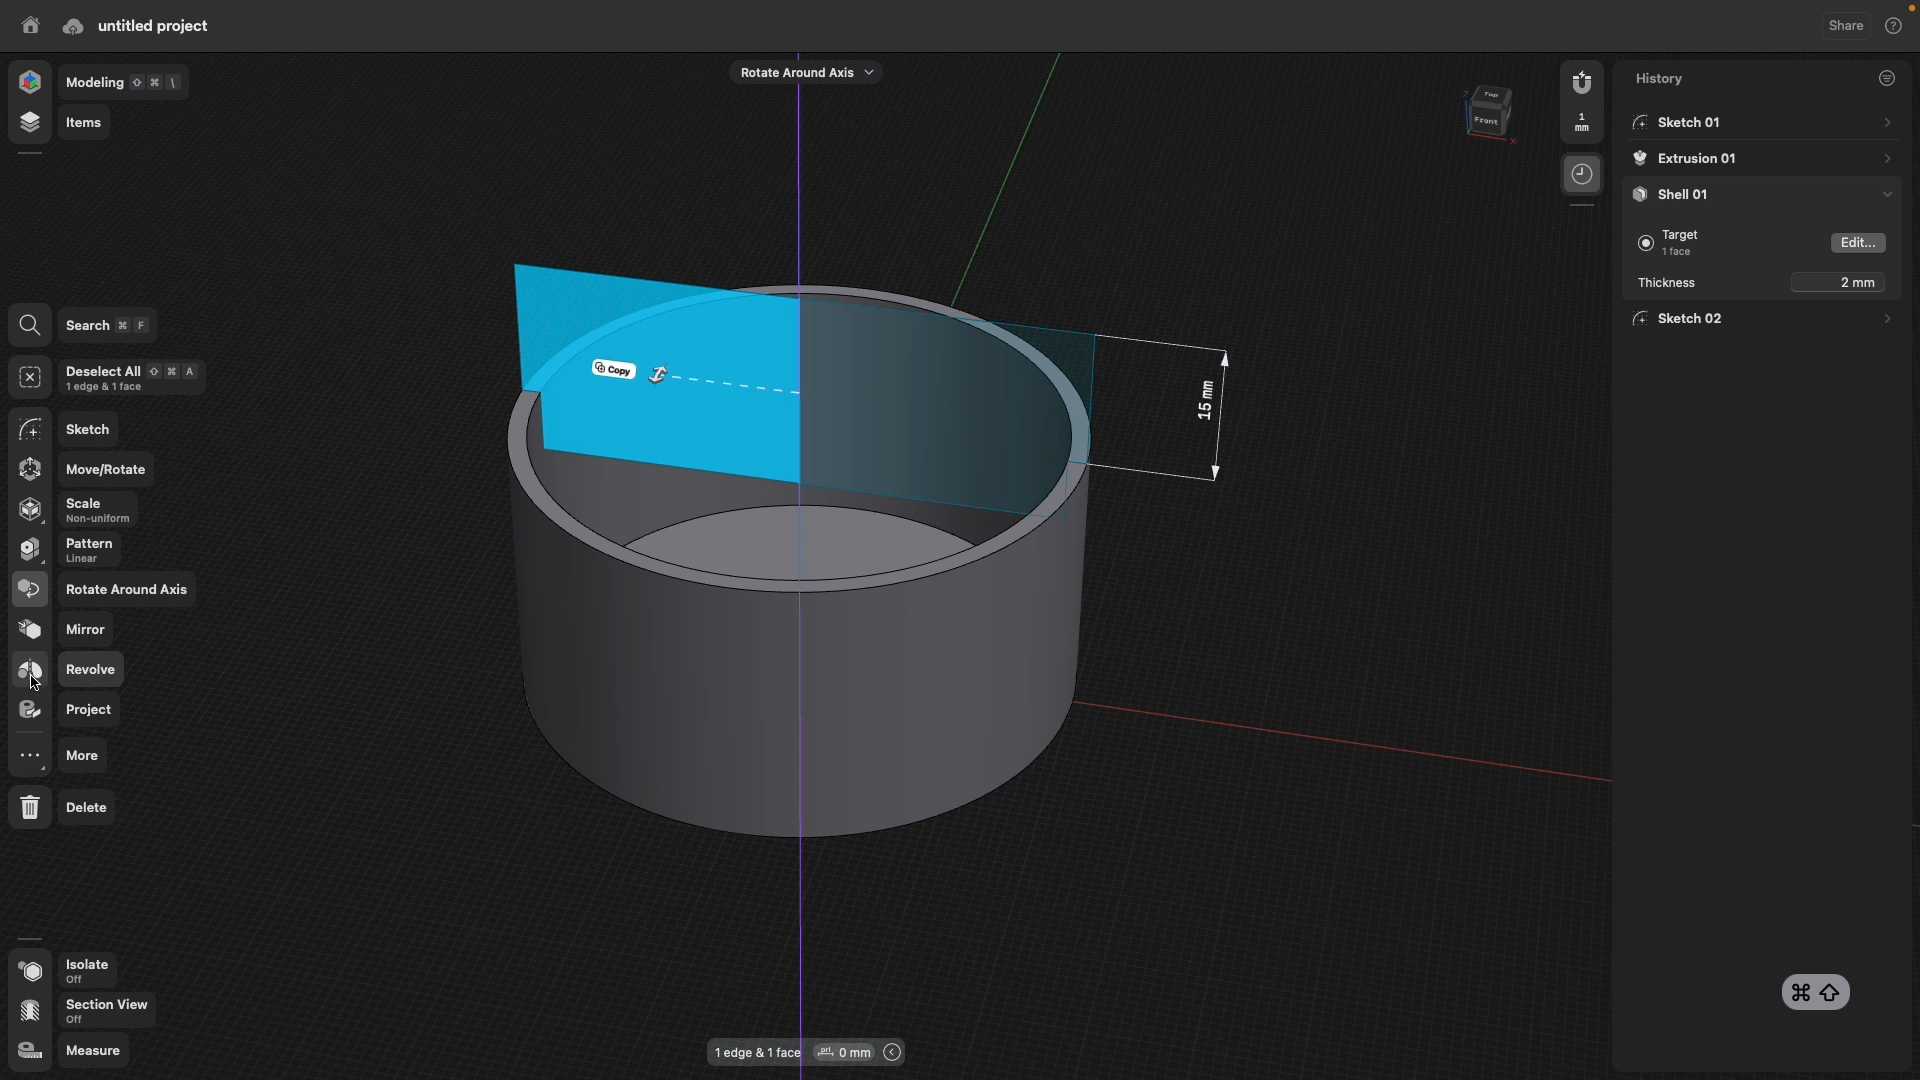 untitled project
Share
?
Modeling ⇧ ⌘ \
Items
Rotate Around Axis
Search ⌘ F
Deselect All ⇧ ⌘ A
1 edge & 1 face
Sketch
Move/Rotate
Scale
Non-uniform
Pattern
Linear
Rotate Around Axis
Mirror
Revolve
Project
More
Delete
Isolate
Off
Section View
Off
Measure
Copy
15 mm
Top
Front
Z
X
1
mm
1 edge & 1 face prt 0 mm
History
Sketch 01
Extrusion 01
Shell 01
Target
1 face
Edit...
Thickness 2 mm
Sketch 02
⌘ ⇧